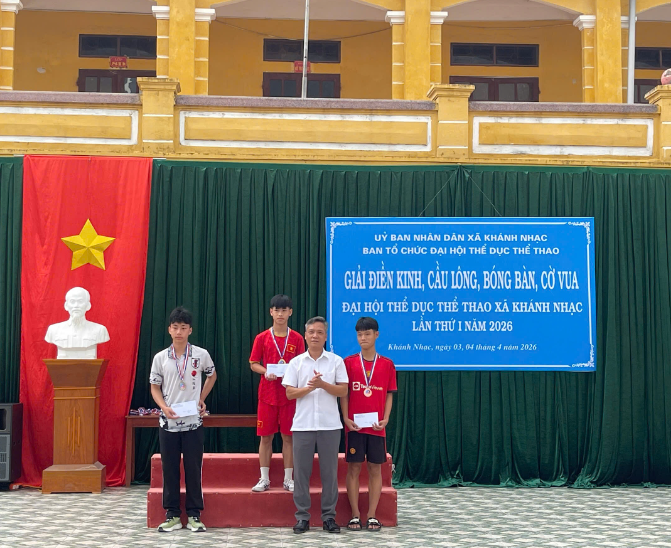 UỶ BAN NHÂN DÂN XÃ KHÁNH NHẠC
BAN TỔ CHỨC ĐẠI HỘI THỂ DỤC THỂ THAO
GIẢI ĐIỀN KINH, CẦU LÔNG, BÓNG BÀN, CỜ VUA
ĐẠI HỘI THỂ DỤC THỂ THAO XÃ KHÁNH NHẠC
LẦN THỨ I NĂM 2026
Khánh Nhạc, ngày 03, 04 tháng 4 năm 2026